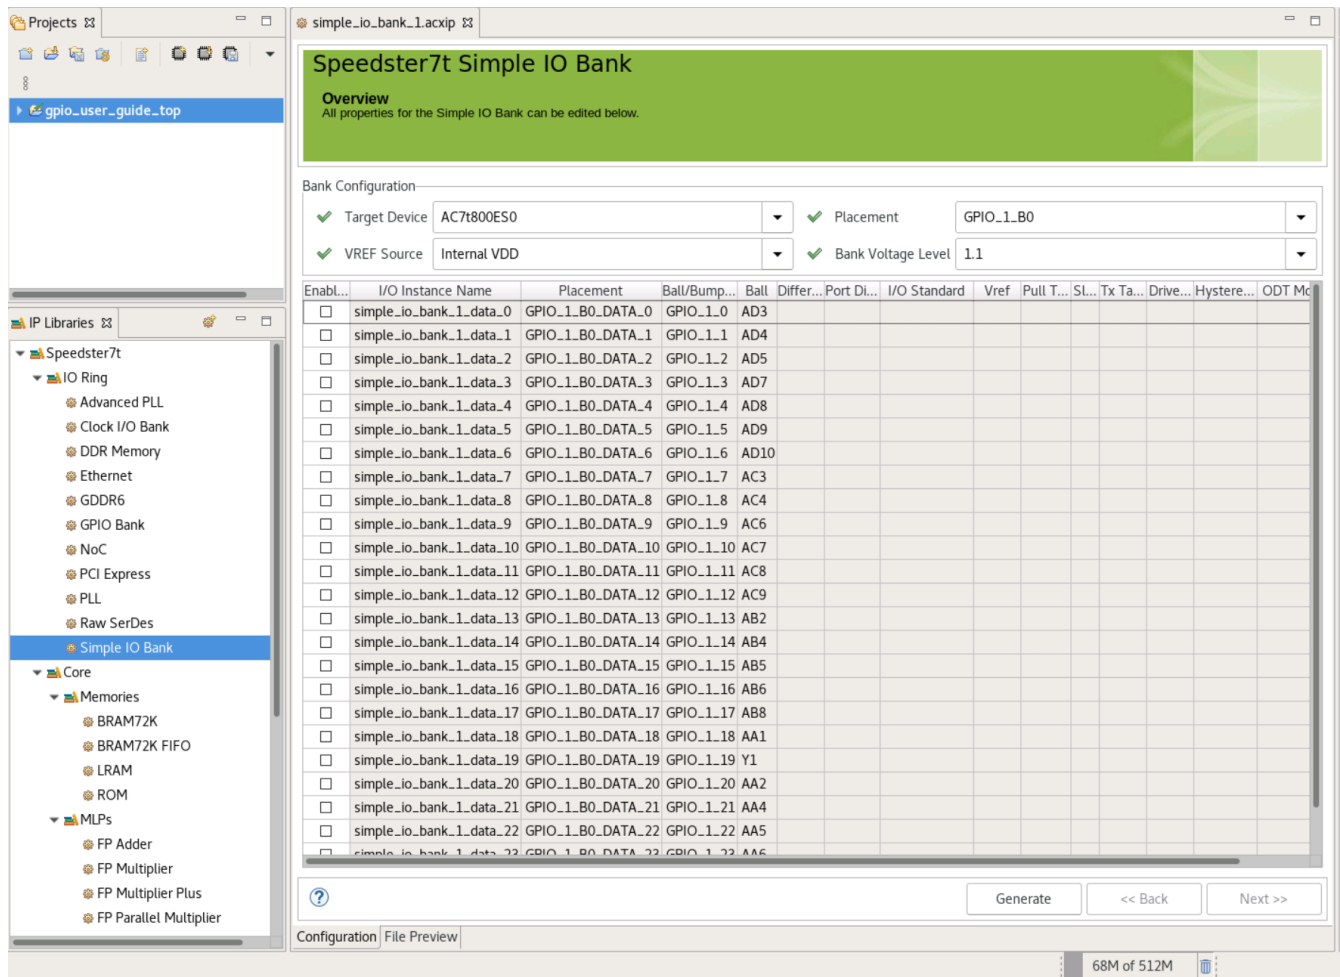 Projects
gpio_user_guide_top
IP Libraries
Speedster7t
IO Ring
Advanced PLL
Clock I/O Bank
DDR Memory
Ethernet
GDDR6
GPIO Bank
NoC
PCI Express
PLL
Raw SerDes
Simple IO Bank
Core
Memories
BRAM72K
BRAM72K FIFO
LRAM
ROM
MLPs
FP Adder
FP Multiplier
FP Multiplier Plus
FP Parallel Multiplier
simple_io_bank_1.acxip
Speedster7t Simple IO Bank
Overview
All properties for the Simple IO Bank can be edited below.
Bank Configuration
Target Device AC7t800ES0 Placement GPIO_1_B0
VREF Source Internal VDD Bank Voltage Level 1.1
Enabl... I/O Instance Name Placement Ball/Bump... Ball Differ... Port Di... I/O Standard Vref Pull T... Sl... Tx Ta... Drive... Hystere... ODT Mo
simple_io_bank_1_data_0 GPIO_1_B0_DATA_0 GPIO_1_0 AD3
simple_io_bank_1_data_1 GPIO_1_B0_DATA_1 GPIO_1_1 AD4
simple_io_bank_1_data_2 GPIO_1_B0_DATA_2 GPIO_1_2 AD5
simple_io_bank_1_data_3 GPIO_1_B0_DATA_3 GPIO_1_3 AD7
simple_io_bank_1_data_4 GPIO_1_B0_DATA_4 GPIO_1_4 AD8
simple_io_bank_1_data_5 GPIO_1_B0_DATA_5 GPIO_1_5 AD9
simple_io_bank_1_data_6 GPIO_1_B0_DATA_6 GPIO_1_6 AD10
simple_io_bank_1_data_7 GPIO_1_B0_DATA_7 GPIO_1_7 AC3
simple_io_bank_1_data_8 GPIO_1_B0_DATA_8 GPIO_1_8 AC4
simple_io_bank_1_data_9 GPIO_1_B0_DATA_9 GPIO_1_9 AC6
simple_io_bank_1_data_10 GPIO_1_B0_DATA_10 GPIO_1_10 AC7
simple_io_bank_1_data_11 GPIO_1_B0_DATA_11 GPIO_1_11 AC8
simple_io_bank_1_data_12 GPIO_1_B0_DATA_12 GPIO_1_12 AC9
simple_io_bank_1_data_13 GPIO_1_B0_DATA_13 GPIO_1_13 AB2
simple_io_bank_1_data_14 GPIO_1_B0_DATA_14 GPIO_1_14 AB4
simple_io_bank_1_data_15 GPIO_1_B0_DATA_15 GPIO_1_15 AB5
simple_io_bank_1_data_16 GPIO_1_B0_DATA_16 GPIO_1_16 AB6
simple_io_bank_1_data_17 GPIO_1_B0_DATA_17 GPIO_1_17 AB8
simple_io_bank_1_data_18 GPIO_1_B0_DATA_18 GPIO_1_18 AA1
simple_io_bank_1_data_19 GPIO_1_B0_DATA_19 GPIO_1_19 Y1
simple_io_bank_1_data_20 GPIO_1_B0_DATA_20 GPIO_1_20 AA2
simple_io_bank_1_data_21 GPIO_1_B0_DATA_21 GPIO_1_21 AA4
simple_io_bank_1_data_22 GPIO_1_B0_DATA_22 GPIO_1_22 AA5
simple_io_bank_1_data_23 GPIO_1_B0_DATA_23 GPIO_1_23 AA6
? Generate << Back Next >>
Configuration File Preview
68M of 512M